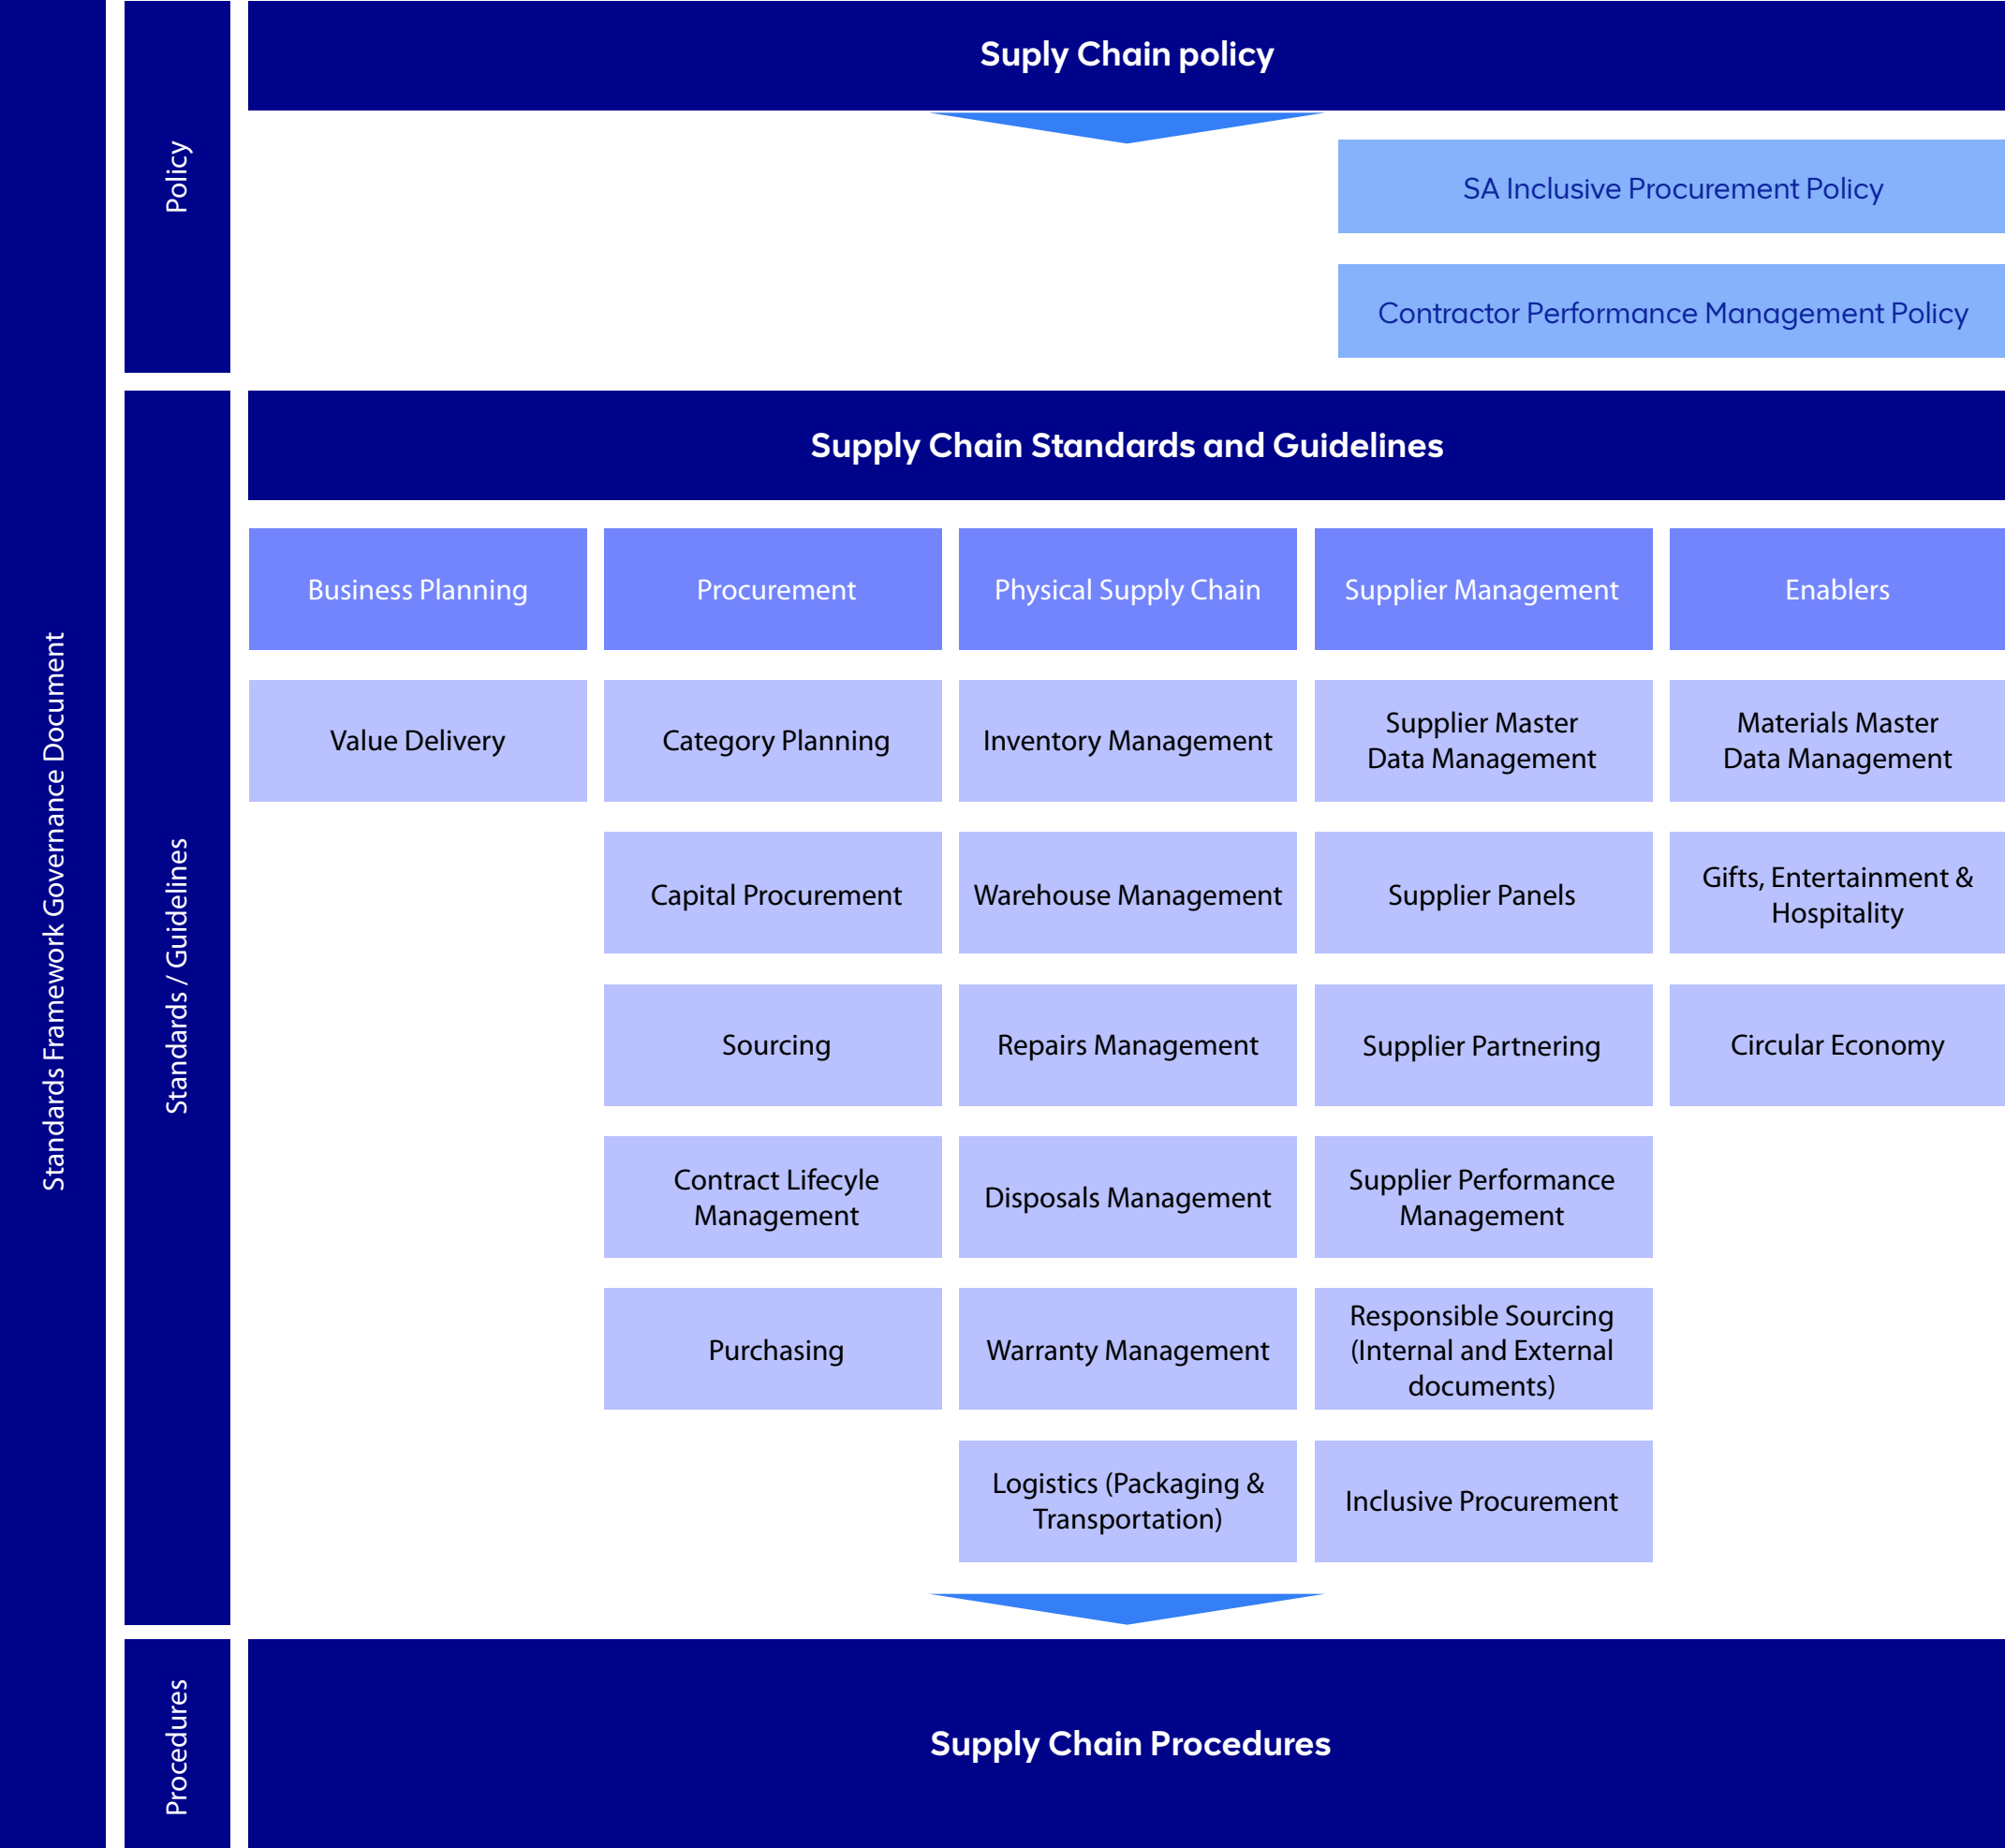 Standards Framework Governance Document
Policy
Suply Chain policy
SA Inclusive Procurement Policy
Contractor Performance Management Policy
Standards / Guidelines
Supply Chain Standards and Guidelines
Business Planning
Procurement
Physical Supply Chain
Supplier Management
Enablers
Value Delivery
Category Planning
Inventory Management
Supplier Master
Data Management
Materials Master
Data Management
Capital Procurement
Warehouse Management
Supplier Panels
Gifts, Entertainment &
Hospitality
Sourcing
Repairs Management
Supplier Partnering
Circular Economy
Contract Lifecyle
Management
Disposals Management
Supplier Performance
Management
Purchasing
Warranty Management
Responsible Sourcing
(Internal and External
documents)
Logistics (Packaging &
Transportation)
Inclusive Procurement
Procedures
Supply Chain Procedures